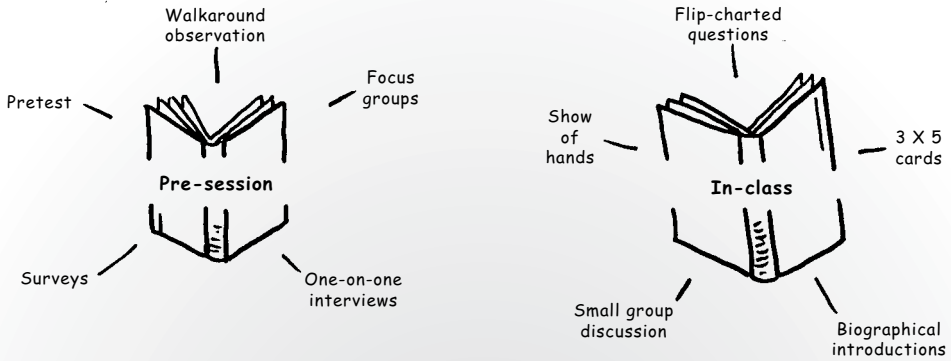 Walkaround
observation
Pretest
Focus
groups
Pre-session
Surveys
One-on-one
interviews
Flip-charted
questions
Show
of
hands
3 X 5
cards
In-class
Small group
discussion
Biographical
introductions